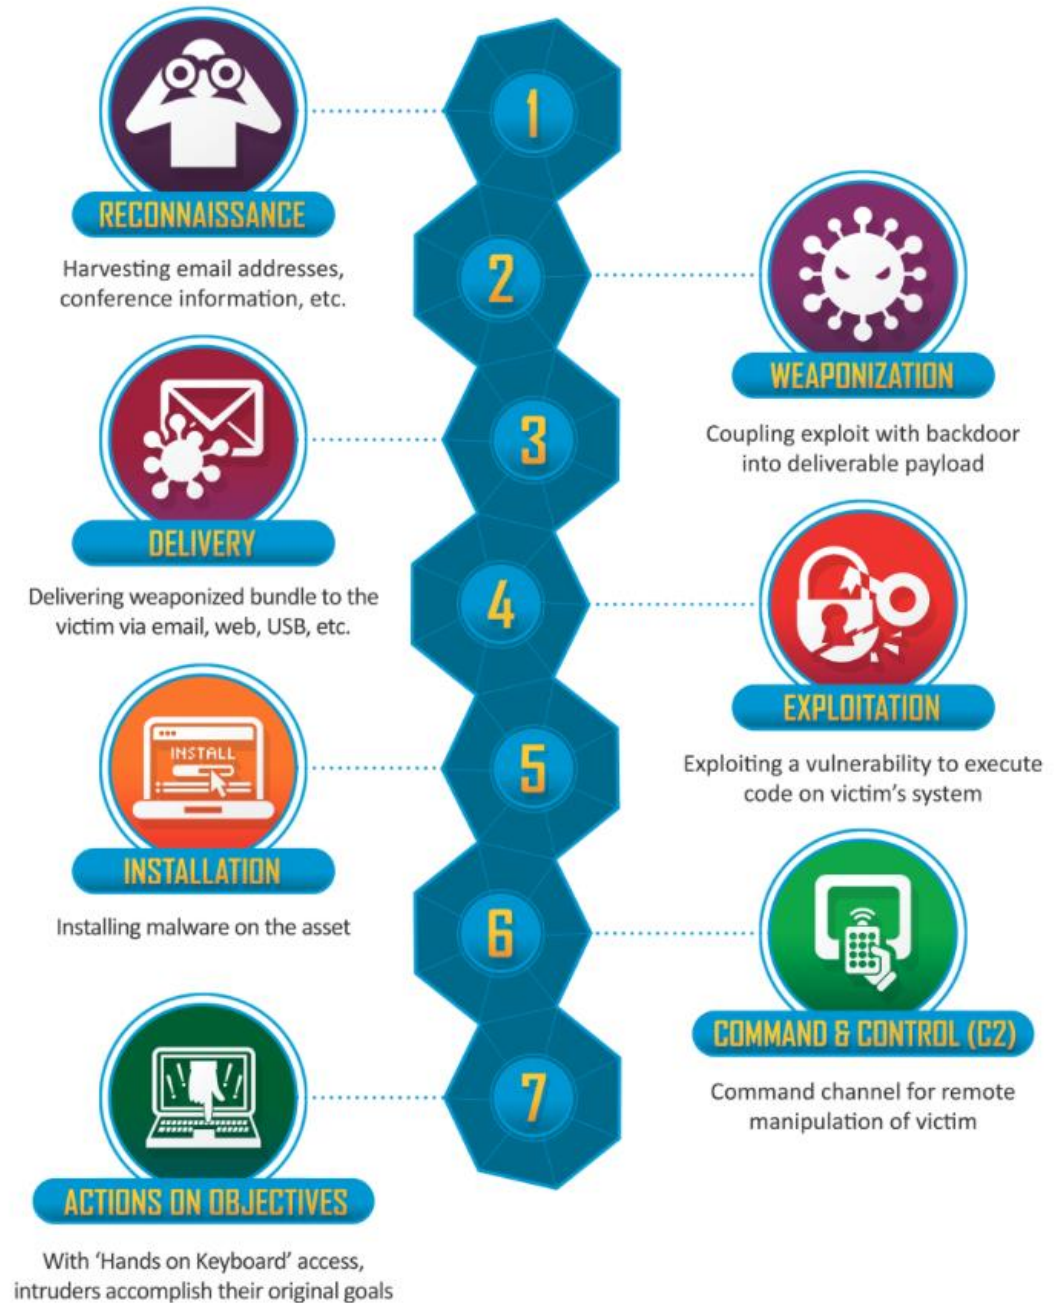 1
RECONNAISSANCE
Harvesting email addresses,
conference information, etc.
2
WEAPONIZATION
Coupling exploit with backdoor
into deliverable payload
3
DELIVERY
Delivering weaponized bundle to the
victim via email, web, USB, etc.
4
EXPLOITATION
Exploiting a vulnerability to execute
code on victim's system
5
INSTALL
INSTALLATION
Installing malware on the asset
6
COMMAND & CONTROL (C2)
Command channel for remote
manipulation of victim
7
ACTIONS ON OBJECTIVES
With ‘Hands on Keyboard’ access,
intruders accomplish their original goals